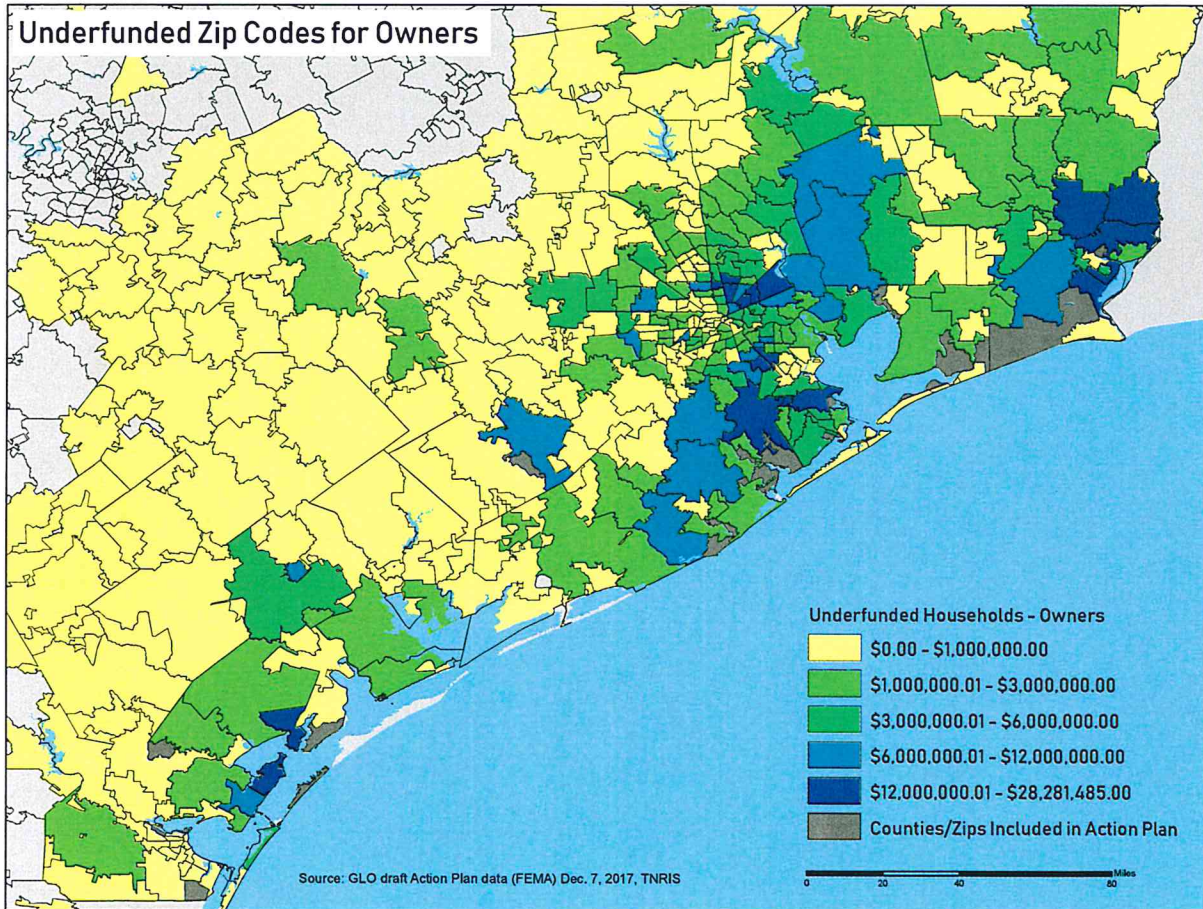 Underfunded Zip Codes for Owners
Underfunded Households - Owners
$0.00 - $1,000,000.00
$1,000,000.01 - $3,000,000.00
$3,000,000.01 - $6,000,000.00
$6,000,000.01 - $12,000,000.00
$12,000,000.01 - $28,281,485.00
Counties/Zips Included in Action Plan
Source: GLO draft Action Plan data (FEMA) Dec. 7, 2017, TNRIS
Miles
0 20 40 80